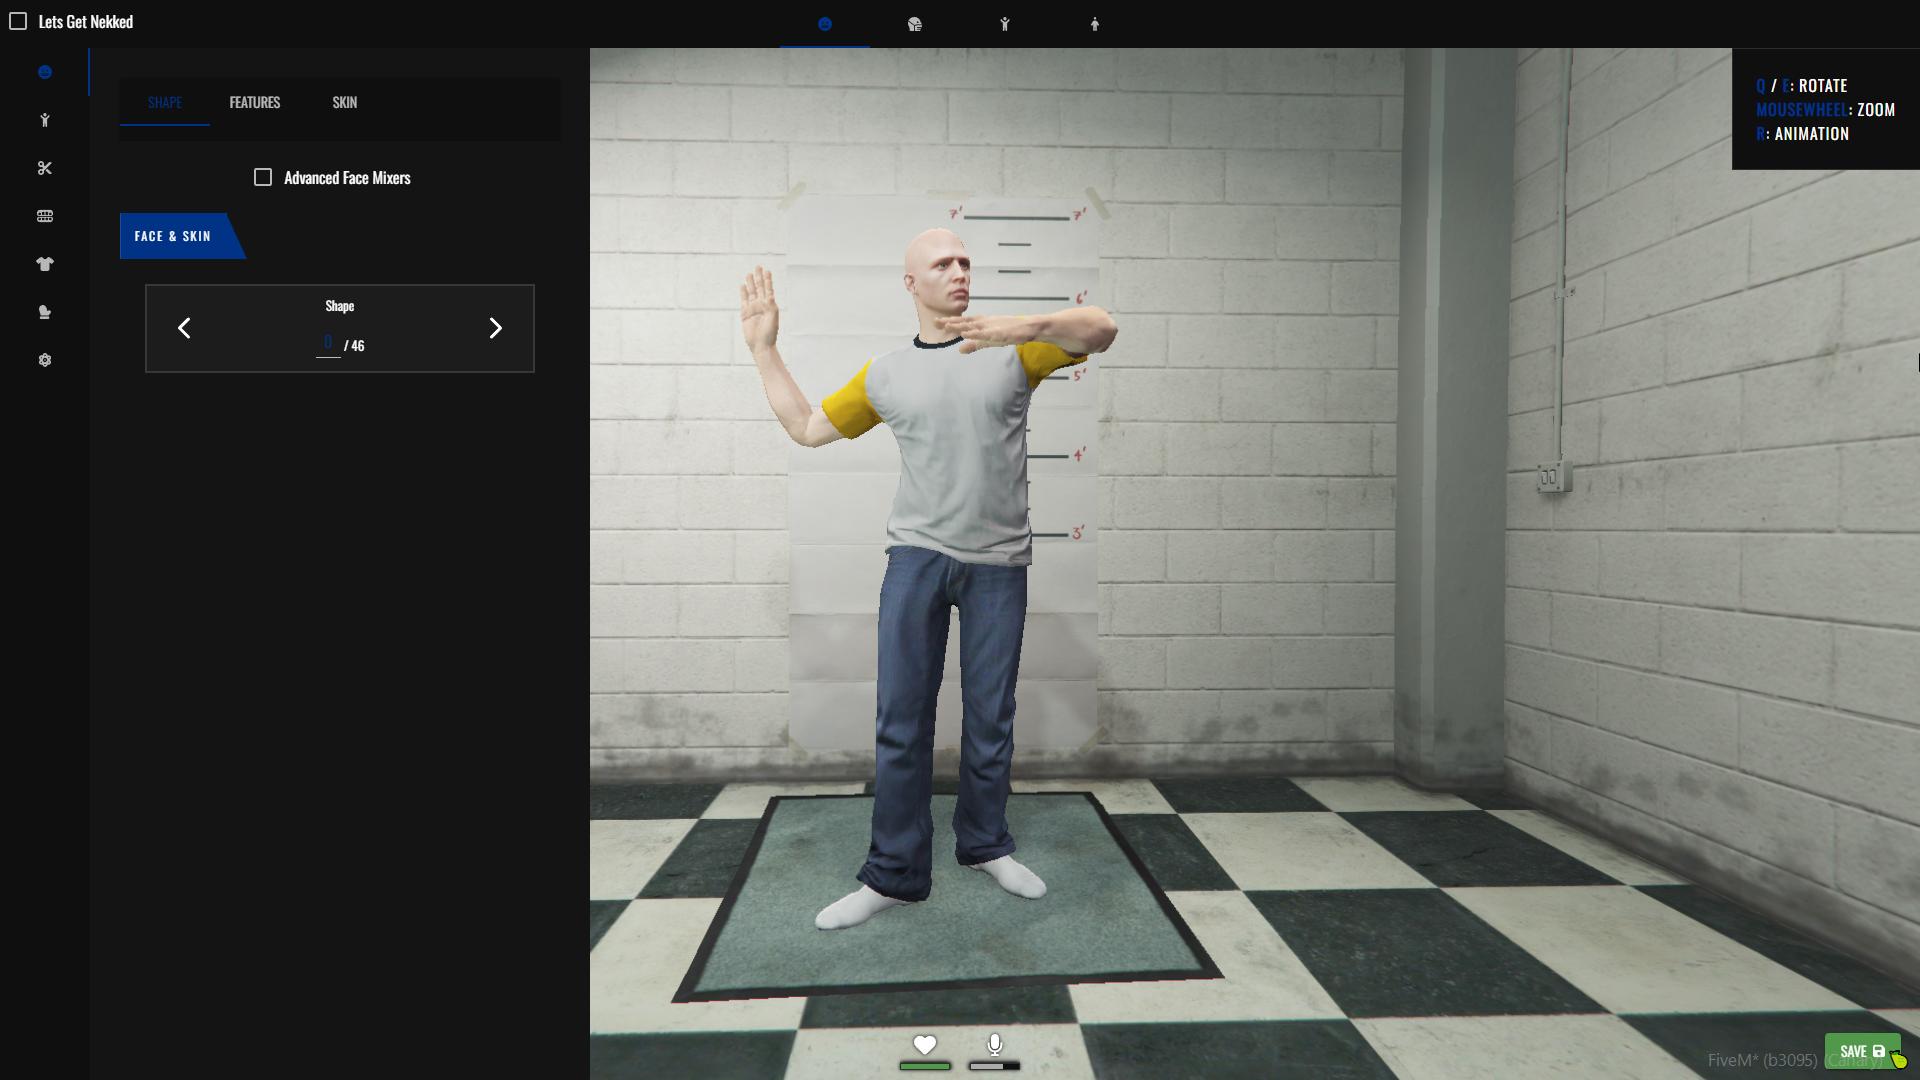 Lets Get Nekked
SHAPE
FEATURES
SKIN
Advanced Face Mixers
FACE & SKIN
Shape
0 / 46
Q / E: ROTATE
MOUSEWHEEL: ZOOM
R: ANIMATION
7' 7'
6'
5'
4'
3'
SAVE
FiveM* (b3095) (Canary)